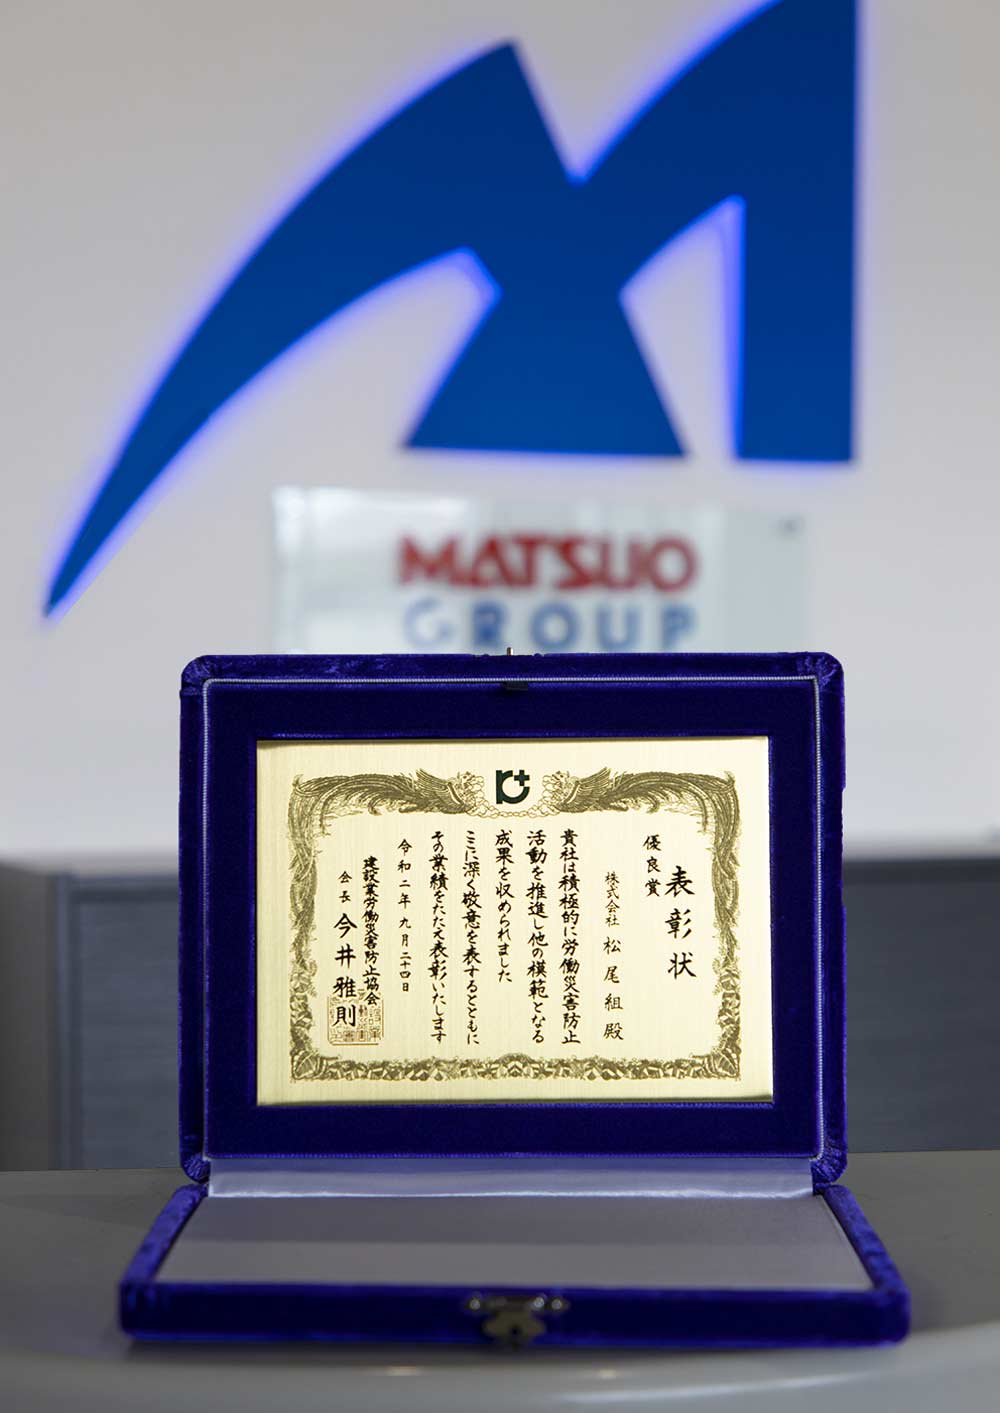 MATSUO
GROUP
表彰状
優良賞
株式会社 松尾組殿
貴社は積極的に労働災害防止
活動を推進し他の模範となる
成果を収められました
ここに深く敬意を表するとともに
その業績をたたえ表彰いたします
令和二年九月二十四日
建設業労働災害防止協会
会長 今井雅則